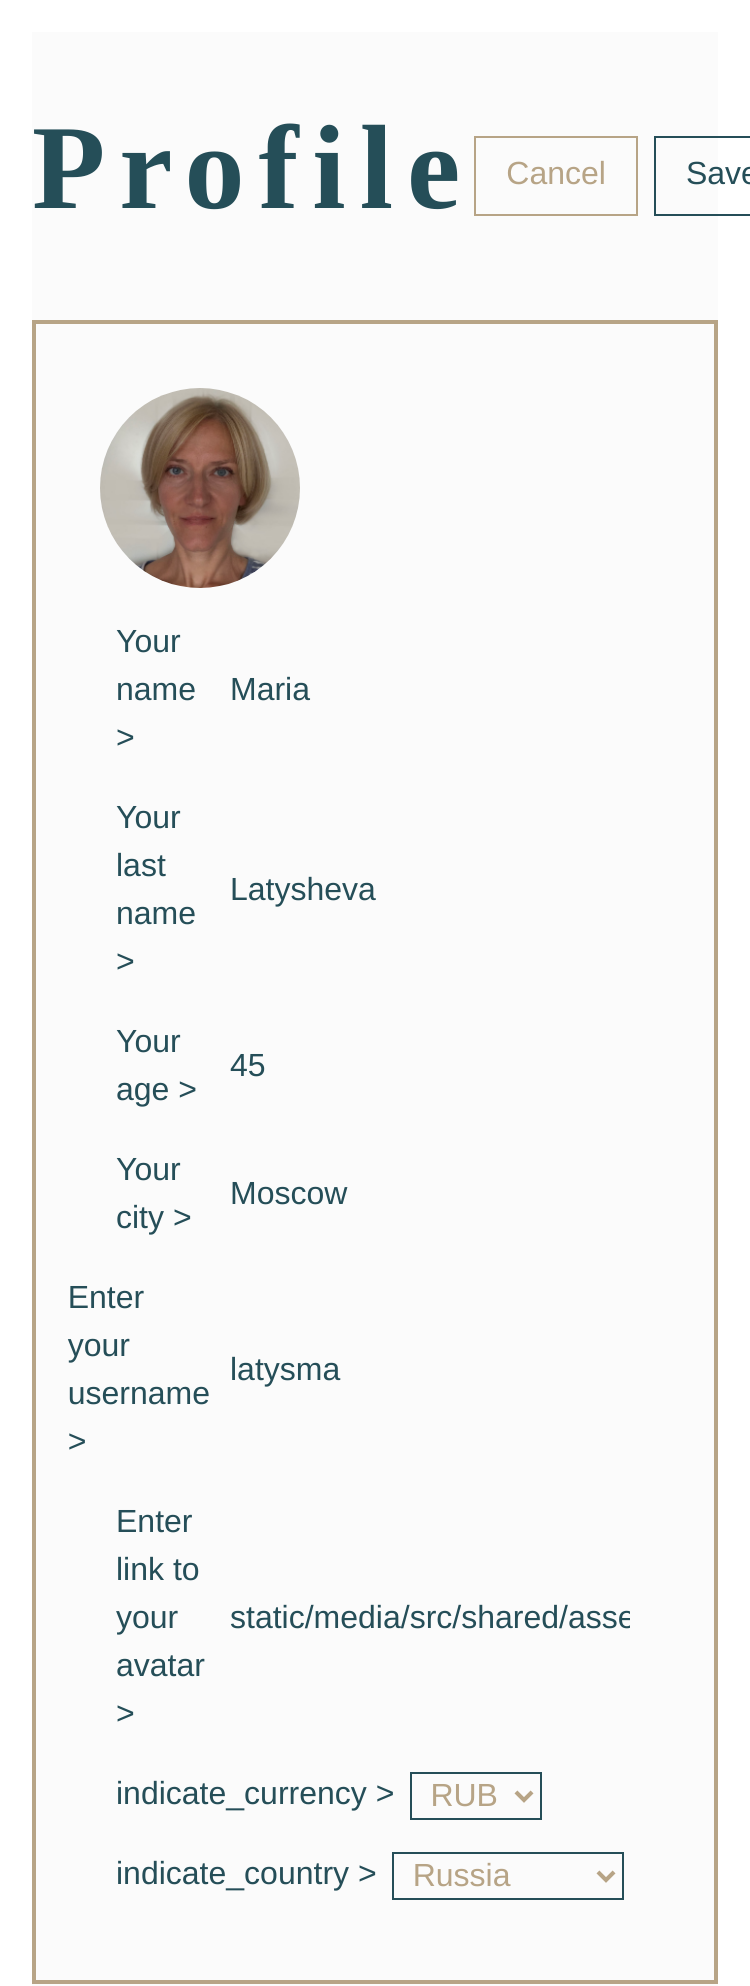 Profile Cancel Save
Your
name Maria
>
Your
last
name Latysheva
>
Your 45
age >
Your Moscow
city >
Enter
your latysma
username
>
Enter
link to
your static/media/src/shared/asse
avatar
>
indicate_currency > RUB
indicate_country > Russia